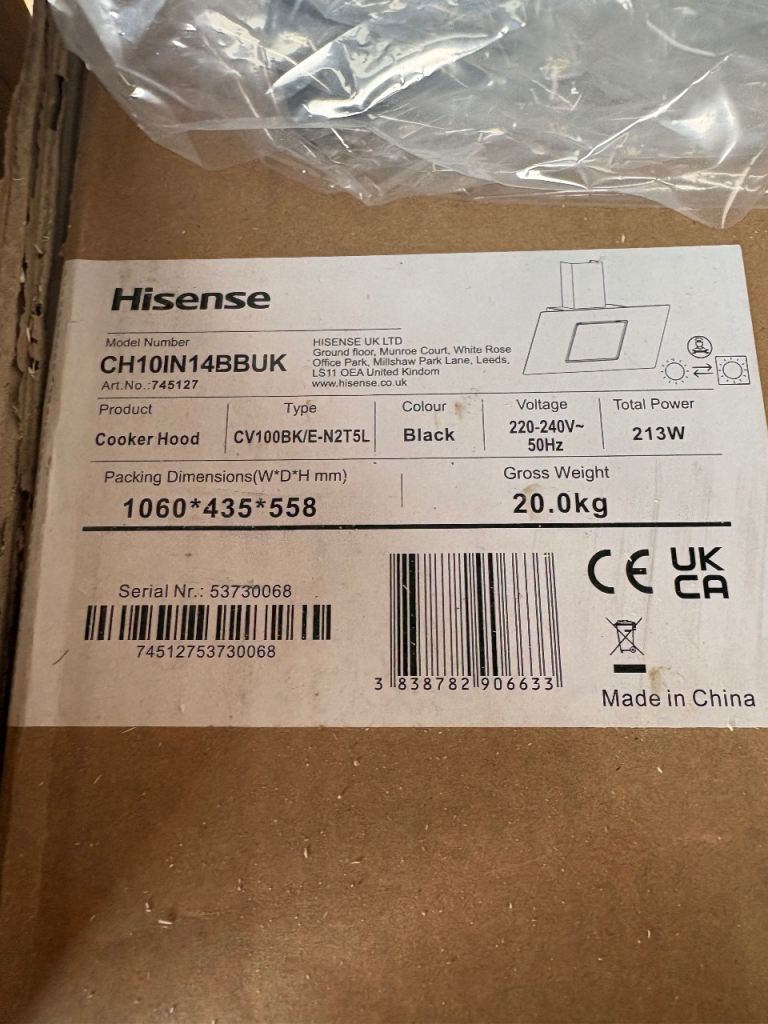 Hisense
Model Number
CH10IN14BBUK
Art.No.:745127
HISENSE UK LTD
Ground floor, Munroe Court, White Rose
Office Park, Millshaw Park Lane, Leeds,
LS11 OEA United Kindom
www.hisense.co.uk
Product
Cooker Hood
Type
CV100BK/E-N2T5L
Colour
Black
Voltage
220-240V~
50Hz
Total Power
213W
Packing Dimensions(W*D*H mm)
1060*435*558
Gross Weight
20.0kg
Serial Nr.: 53730068
74512753730068
3 838782 906633
CE
UK
CA
Made in China